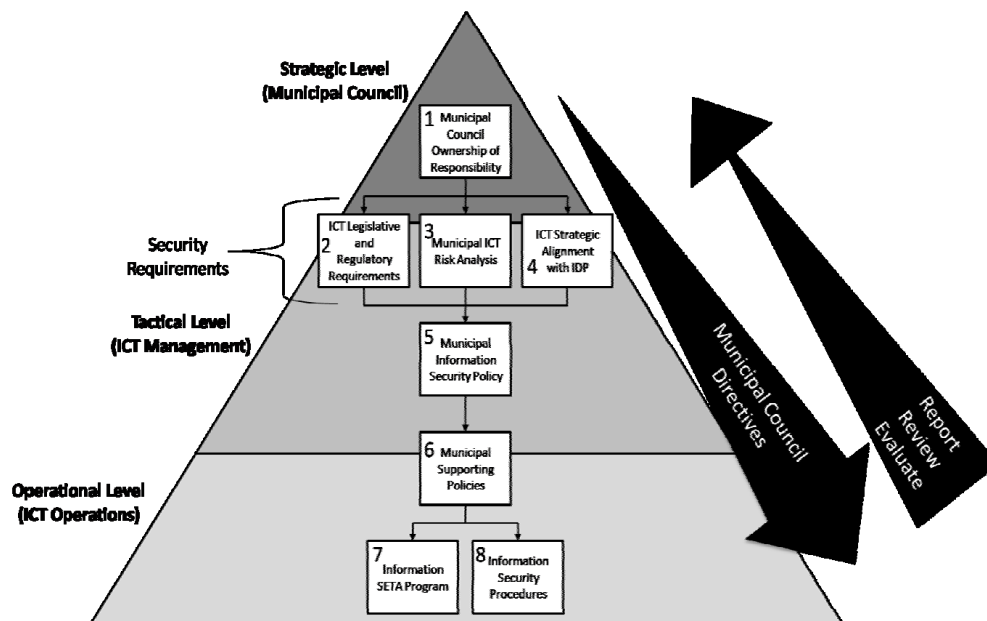 Strategic Level
(Municipal Council)
1 Municipal
Council
Ownership of
Responsibility
Security
Requirements
ICT Legislative
2 and
Regulatory
Requirements
3
Municipal ICT
Risk Analysis
ICT Strategic
Alignment
4 with IDP
Tactical Level
(ICT Management)
5
Municipal
Information
Security Policy
6 Municipal
Supporting
Policies
Operational Level
(ICT Operations)
7
Information
SETA Program
8 Information
Security
Procedures
Municipal Council
Directives
Report
Review
Evaluate